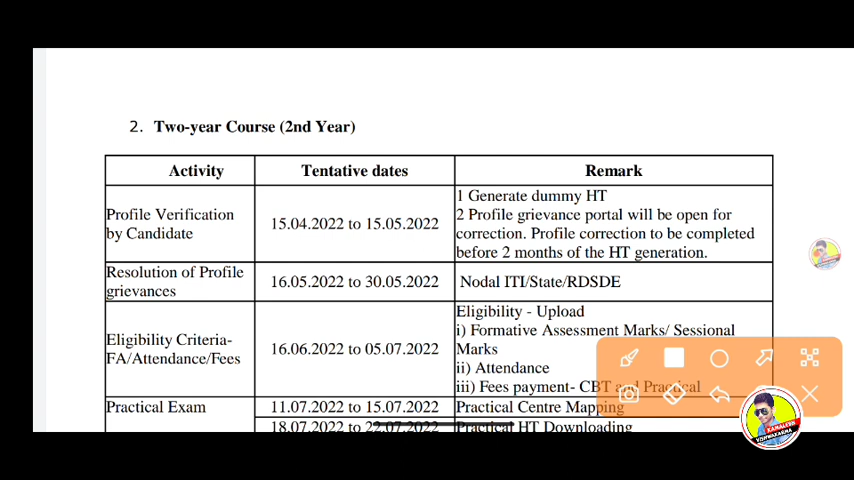 2. Two-year Course (2nd Year)
Activity Tentative dates Remark
Profile Verification by Candidate
15.04.2022 to 15.05.2022
1 Generate dummy HT
2 Profile grievance portal will be open for
correction. Profile correction to be completed
before 2 months of the HT generation.
Resolution of Profile
grievances
16.05.2022 to 30.05.2022
Nodal ITI/State/RDSDE
Eligibility Criteria-
FA/Attendance/Fees
16.06.2022 to 05.07.2022
Eligibility - Upload
i) Formative Assessment Marks/ Sessional
Marks
ii) Attendance
iii) Fees payment- CBT and Practical
Practical Exam
11.07.2022 to 15.07.2022
Practical Centre Mapping
18.07.2022 to 22.07.2022
Practical HT Downloading
KAMALESH
VISHWAKARMA